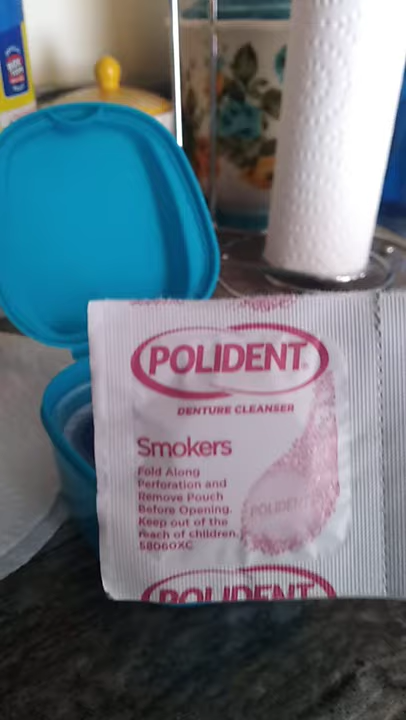 POLIDENT®
DENTURE CLEANSER
Smokers
Fold Along
Perforation and
Remove Pouch
Before Opening.
Keep out of the
reach of children.
58060XC
POLIDENT
POLIDENT